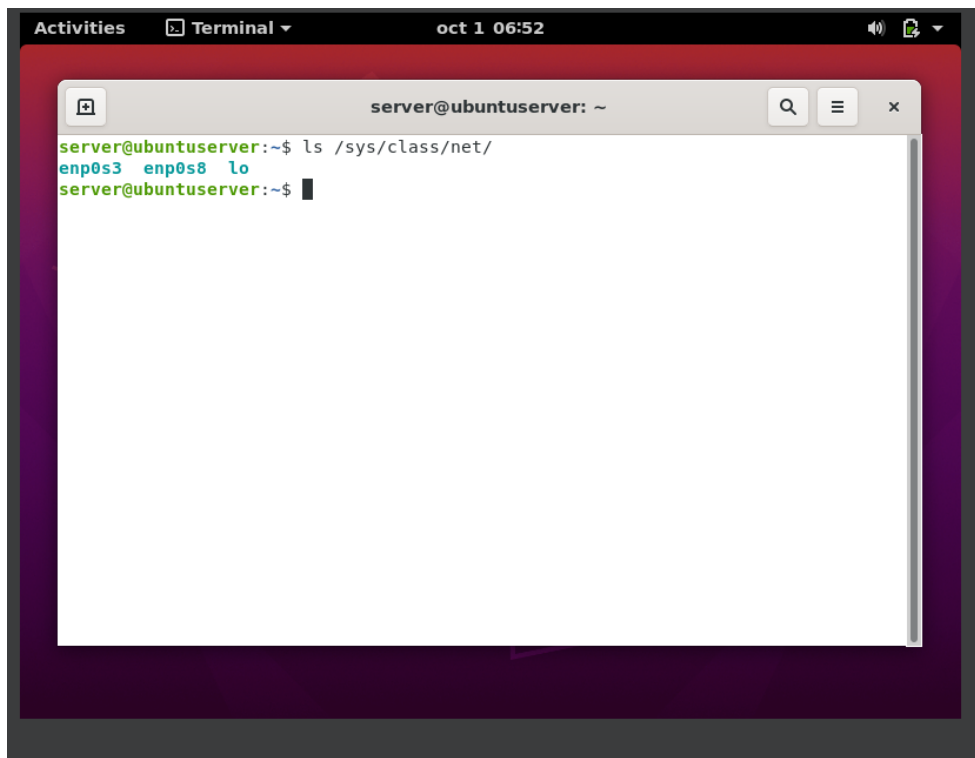 Activities Terminal oct 1 06:52
server@ubuntuserver: ~
server@ubuntuserver:~$ ls /sys/class/net/
enp0s3 enp0s8 lo
server@ubuntuserver:~$